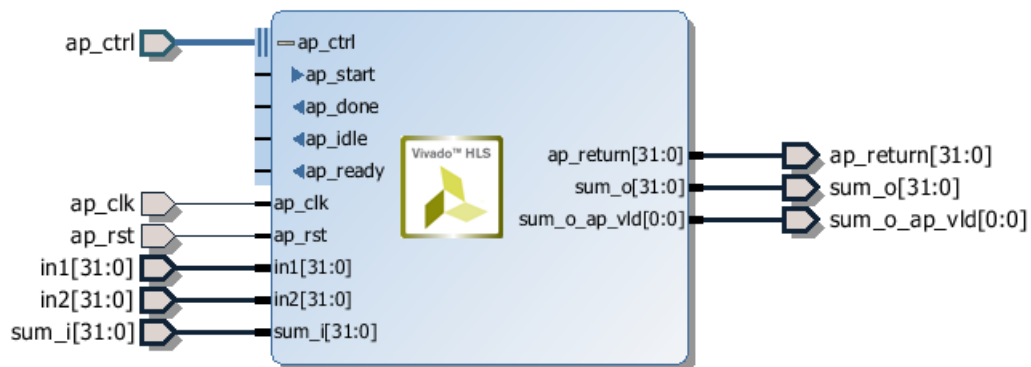 ap_ctrl
ap_ctrl
ap_start
ap_done
ap_idle
ap_ready
ap_clk
ap_clk
ap_rst
ap_rst
in1[31:0]
in1[31:0]
in2[31:0]
in2[31:0]
sum_i[31:0]
sum_i[31:0]
Vivado™ HLS
ap_return[31:0]
ap_return[31:0]
sum_o[31:0]
sum_o[31:0]
sum_o_ap_vld[0:0]
sum_o_ap_vld[0:0]